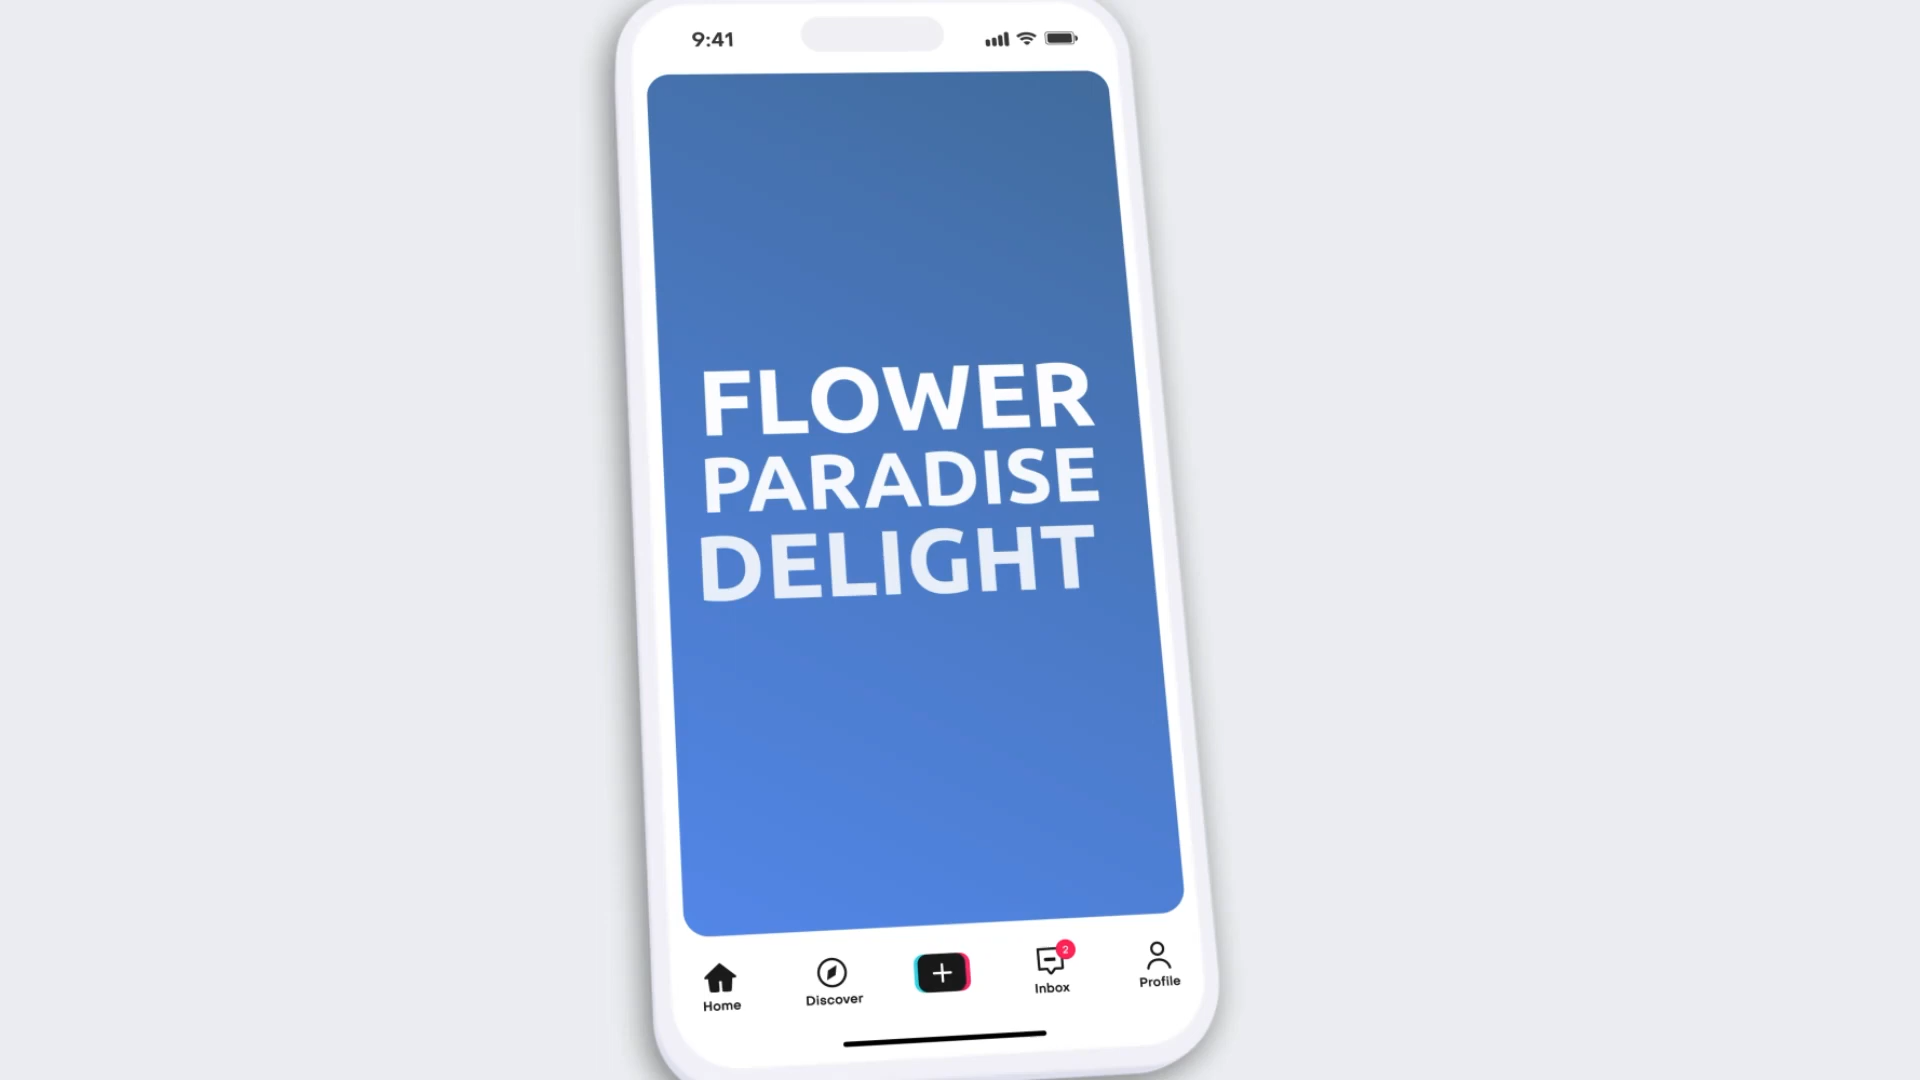 9:41
FLOWER
PARADISE
DELIGHT
2
Home
Discover
Inbox
Profile